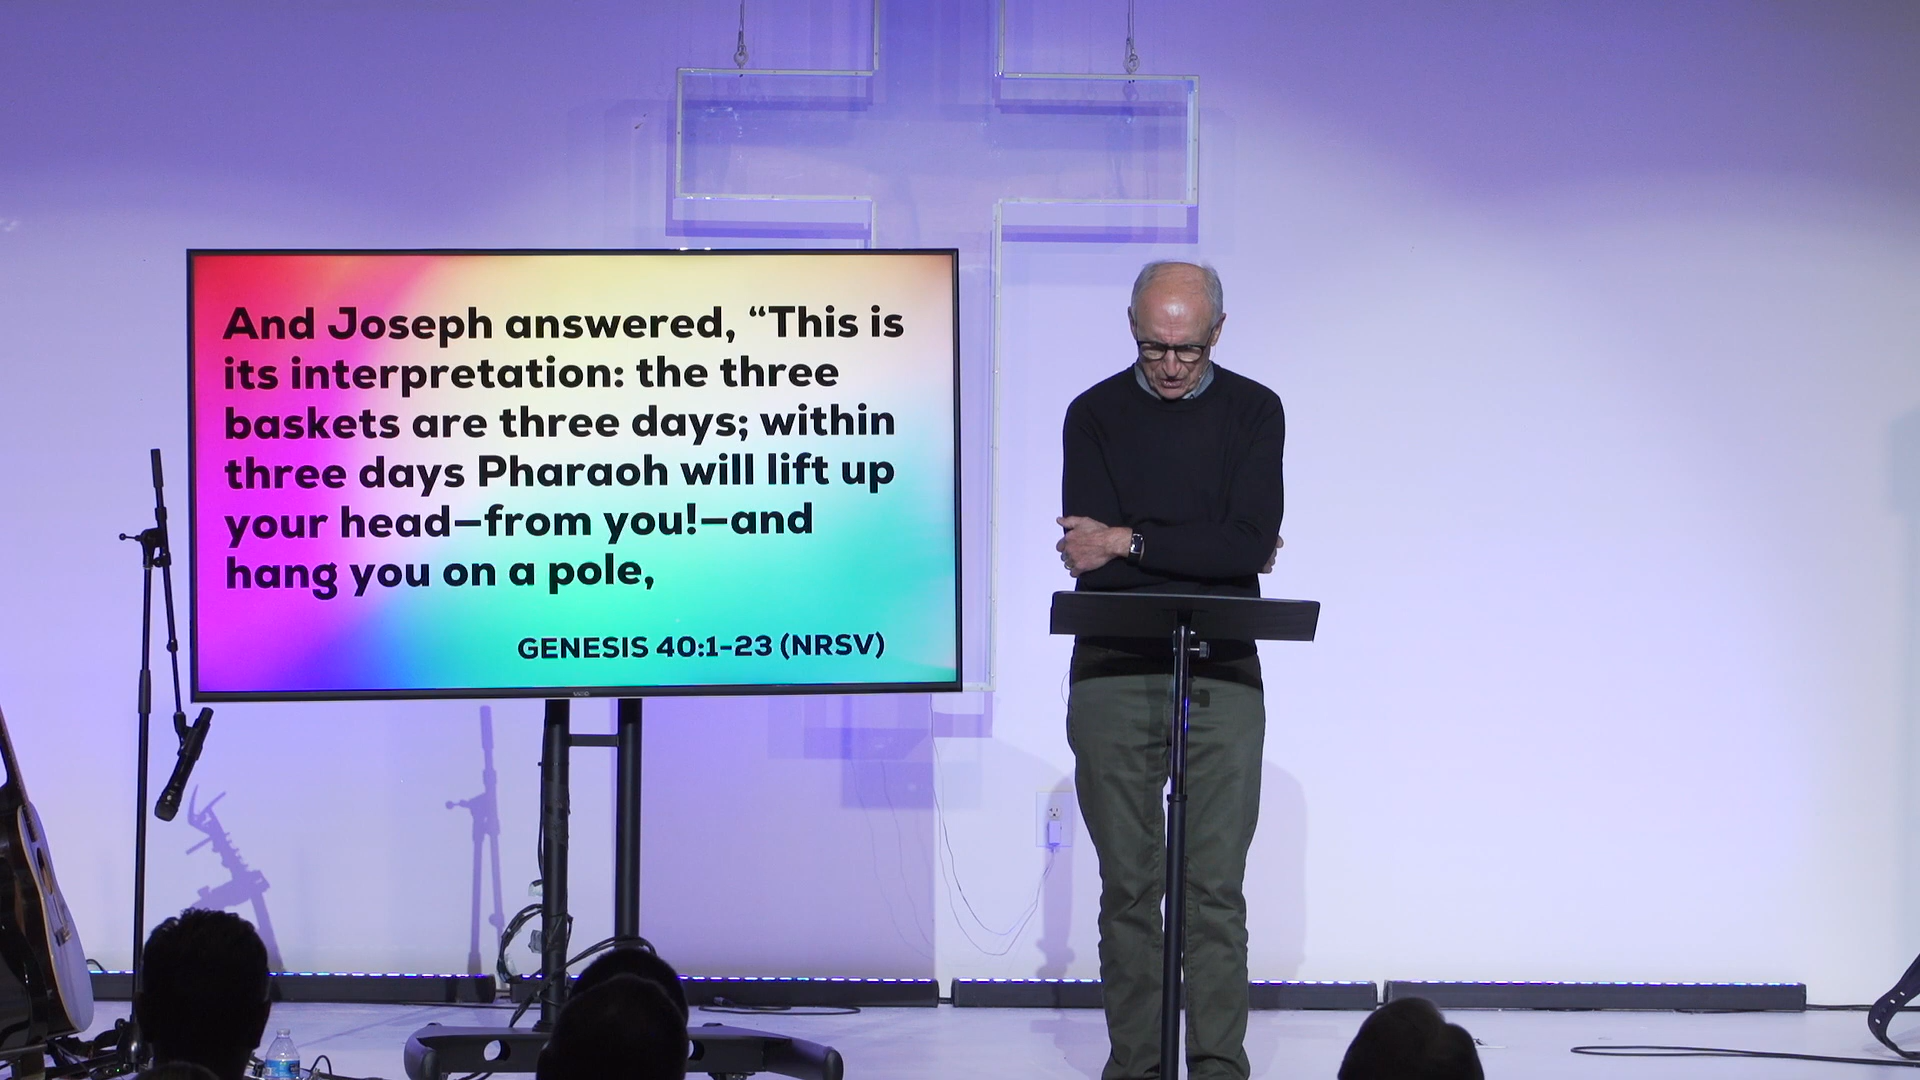 And Joseph answered, “This is
its interpretation: the three
baskets are three days; within
three days Pharaoh will lift up
your head—from you!—and
hang you on a pole,
GENESIS 40:1-23 (NRSV)